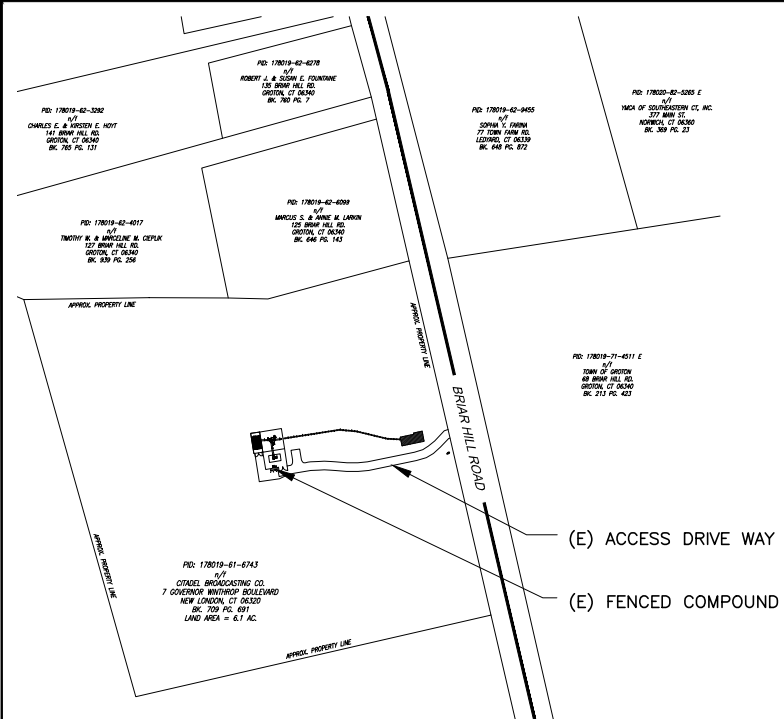 PID: 178019-62-6278
n/f
ROBERT J. & SUSAN E. FOUNTAINE
135 BRIAR HILL RD.
GROTON, CT 06340
BK. 760 PG. 7
PID: 178019-62-3292
n/f
CHARLES E. & KIRSTEN E. HOYT
141 BRIAR HILL RD.
GROTON, CT 06340
BK. 765 PG. 131
PID: 178019-62-9455
n/f
SOPHIA Y. FARINA
77 TOWN FARM RD.
LEDYARD, CT 06339
BK. 648 PG. 872
PID: 178020-82-5265 E
n/f
YMCA OF SOUTHEASTERN CT, INC.
377 MAIN ST.
NORWICH, CT 06360
BK. 369 PG. 23
PID: 178019-62-4017
n/f
TIMOTHY W. & MARCELINE M. CIEPLIK
127 BRIAR HILL RD.
GROTON, CT 06340
BK. 939 PG. 256
PID: 178019-62-6099
n/f
MARCUS S. & ANNIE M. LARKIN
125 BRIAR HILL RD.
GROTON, CT 06340
BK. 646 PG. 143
APPROX. PROPERTY LINE
APPROX. PROPERTY LINE
PID: 178019-71-4511 E
n/f
TOWN OF GROTON
68 BRIAR HILL RD.
GROTON, CT 06340
BK. 213 PG. 423
BRIAR HILL ROAD
(E) ACCESS DRIVE WAY
(E) FENCED COMPOUND
APPROX. PROPERTY LINE
PID: 178019-61-6743
n/f
CITADEL BROADCASTING CO.
7 GOVERNOR WINTHROP BOULEVARD
NEW LONDON, CT 06320
BK. 709 PG. 691
LAND AREA = 6.1 AC.
APPROX. PROPERTY LINE